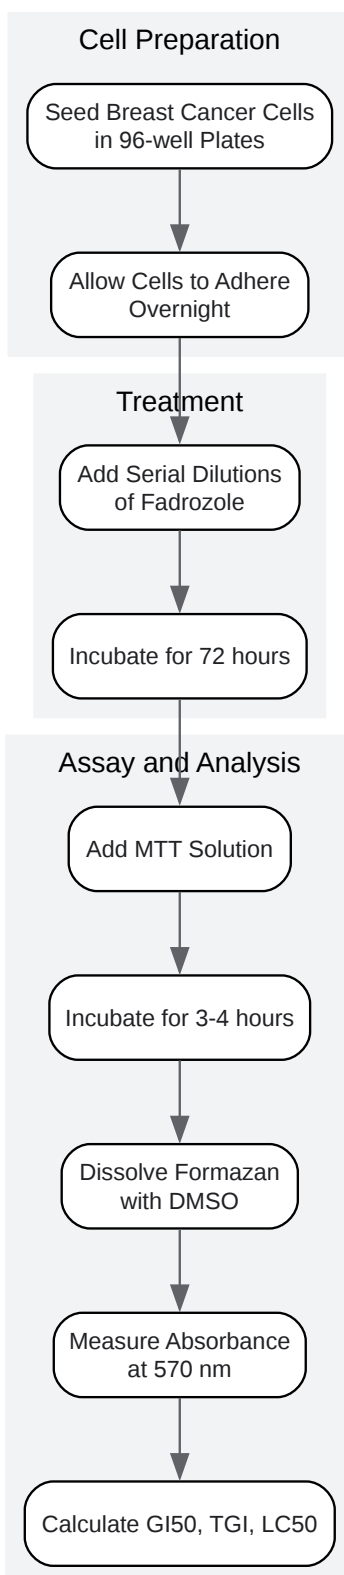 Cell Preparation
Seed Breast Cancer Cells
in 96-well Plates
Allow Cells to Adhere
Overnight
Treatment
Add Serial Dilutions
of Fadrozole
Incubate for 72 hours
Assay and Analysis
Add MTT Solution
Incubate for 3-4 hours
Dissolve Formazan
with DMSO
Measure Absorbance
at 570 nm
Calculate GI50, TGI, LC50